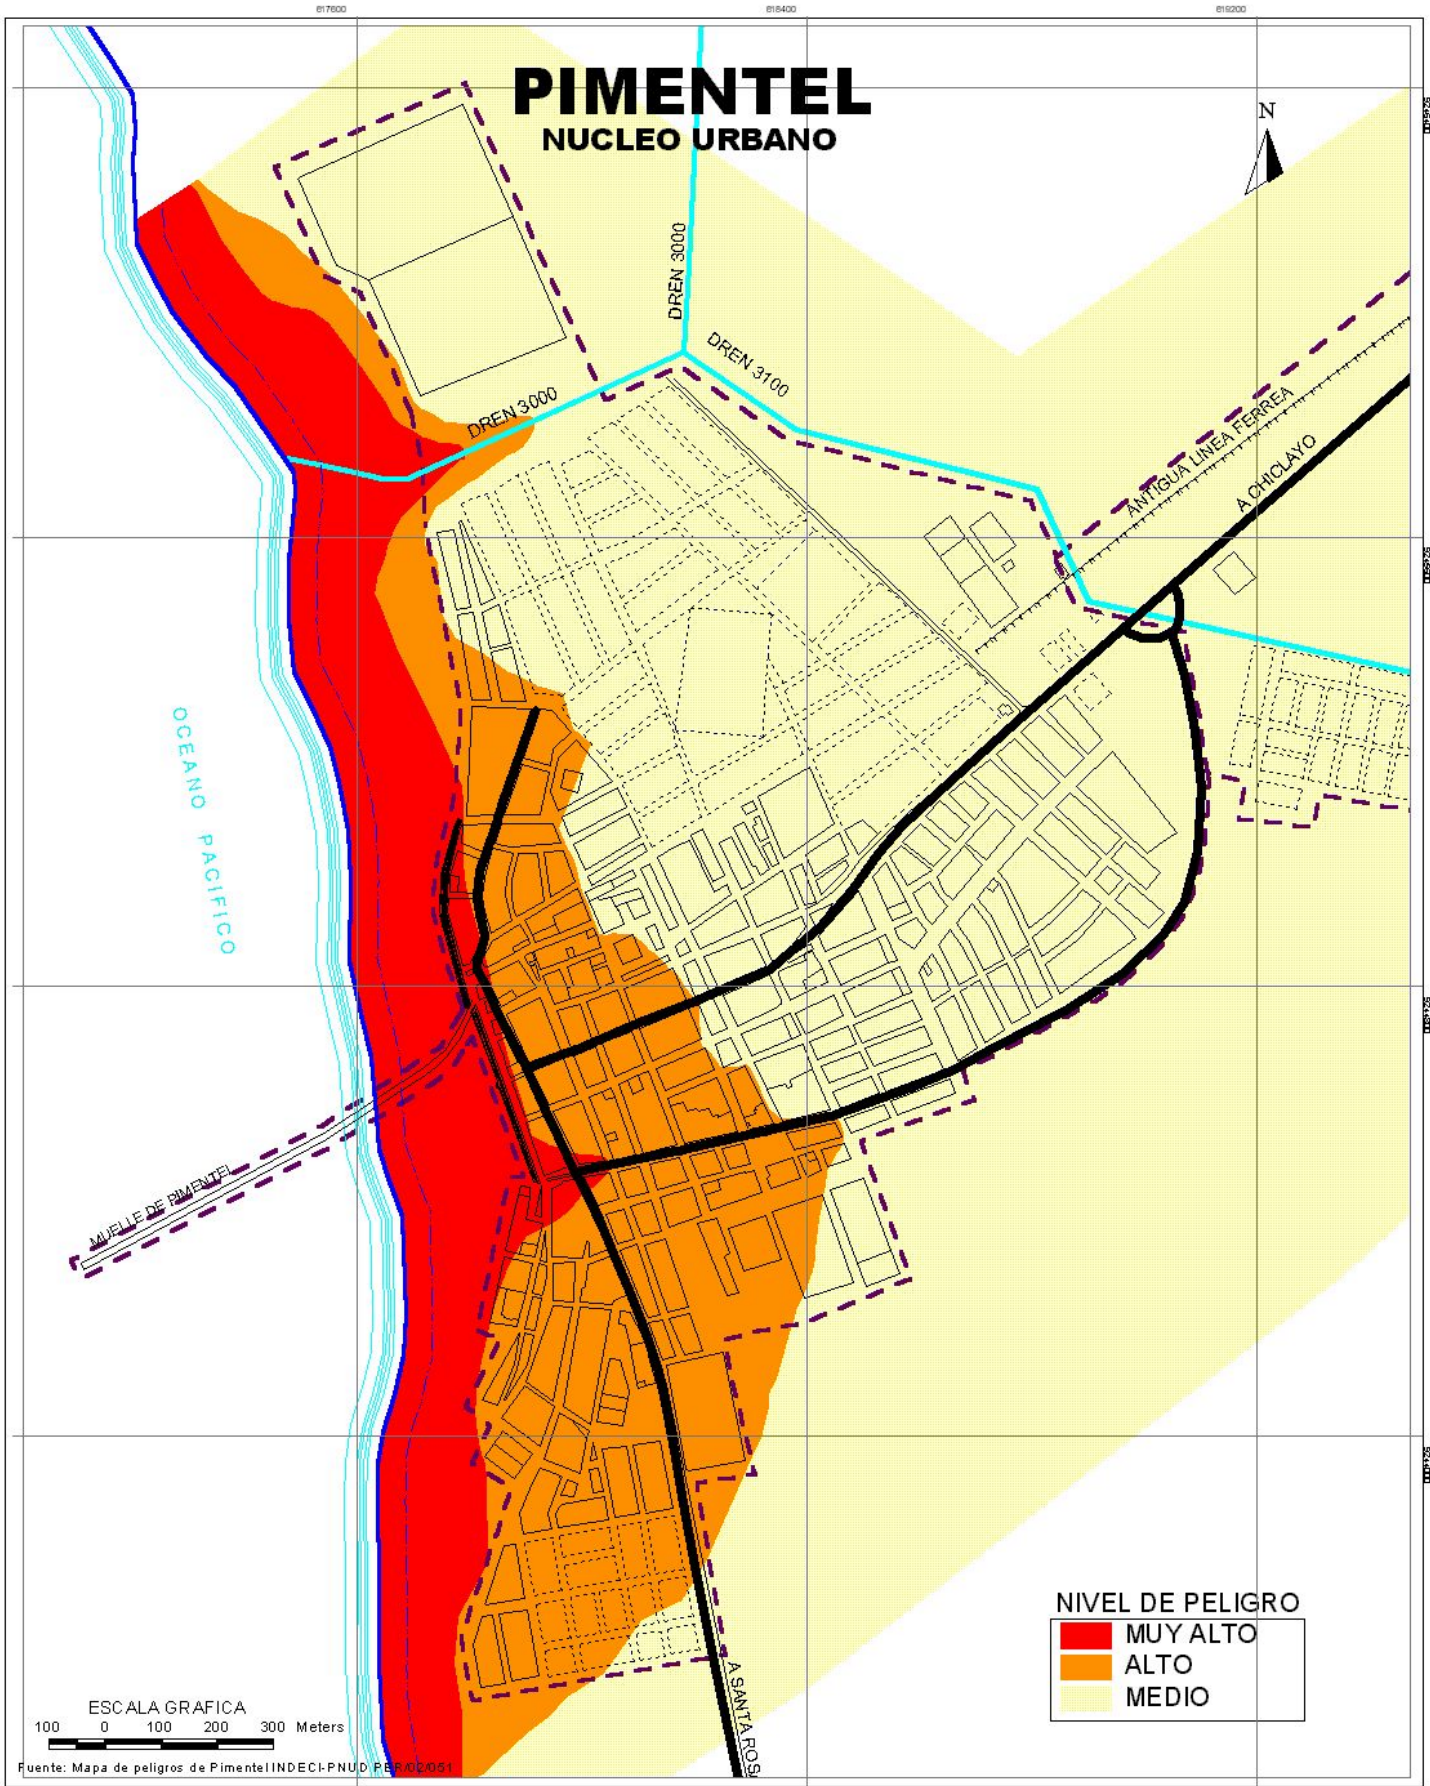 617600
618400
619200
PIMENTEL
NUCLEO URBANO
N
DREN 3000
DREN 3100
DREN 3000
ANTIGUA LINEA FERREA
A CHICLAYO
OCEANO PACIFICO
MUELLE DE PIMENTEL
A SANTA ROSA
NIVEL DE PELIGRO
MUY ALTO
ALTO
MEDIO
ESCALA GRAFICA
100 0 100 200 300 Meters
Fuente: Mapa de peligros de Pimentel INDECI-PNUD PER/02/051